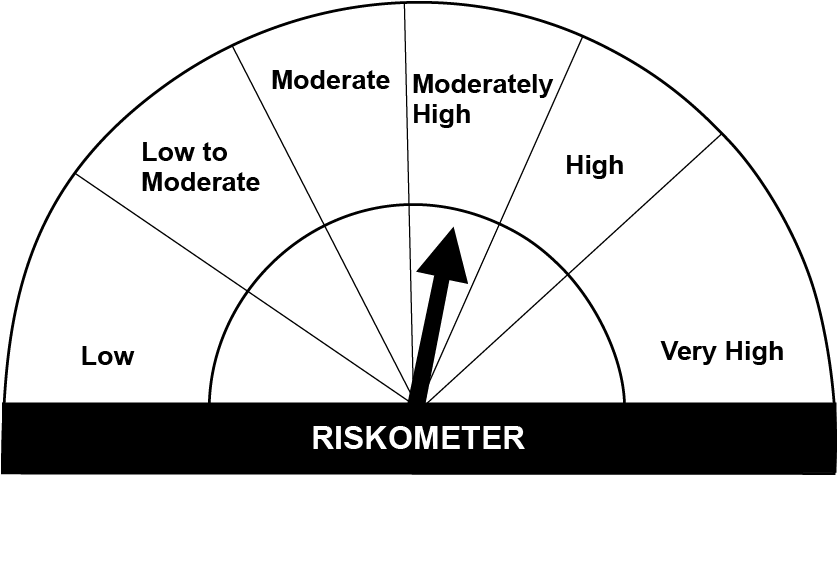 Moderate
Moderately
High
Low to
Moderate
High
Low
Very High
RISKOMETER